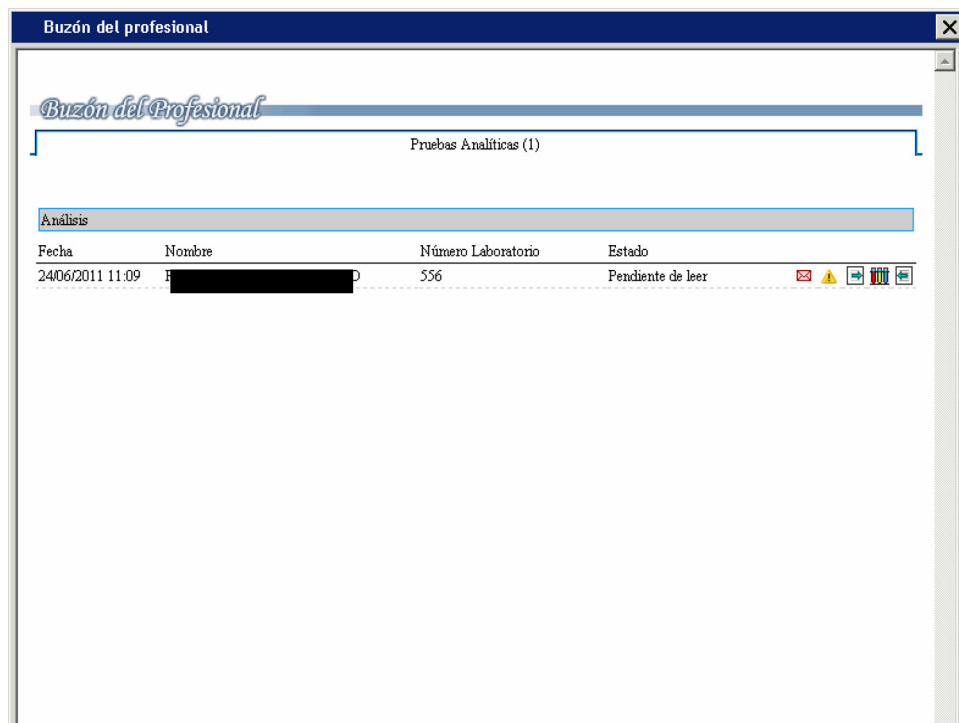 Buzón del profesional
Buzón del Profesional
Pruebas Analíticas (1)
Análisis
Fecha Nombre Número Laboratorio Estado
24/06/2011 11:09 556 Pendiente de leer